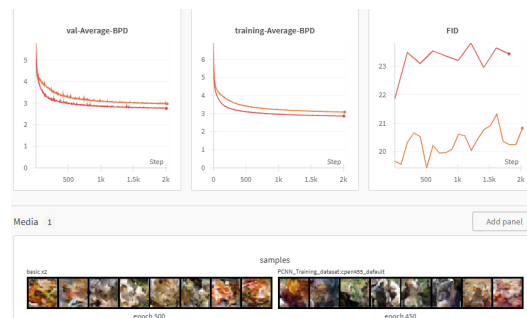 val-Average-BPD
training-Average-BPD
FID
5
4
3
2
1
0
500
1k
1.5k
2k
Step
6
5
4
3
2
1
0
0
500
1k
1.5k
2k
Step
23
22
21
20
500
1k
1.5k
2k
Step
Media 1
Add panel
samples
basic x2
PCNN_Training_dataset:cpen455_default
epoch 500
epoch 450